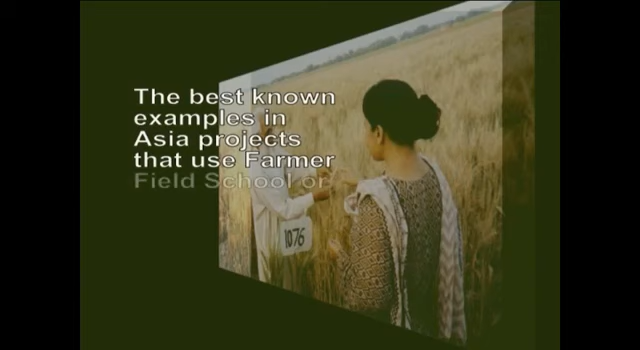 The best known
examples in
Asia projects
that use Farmer
Field School or
1076